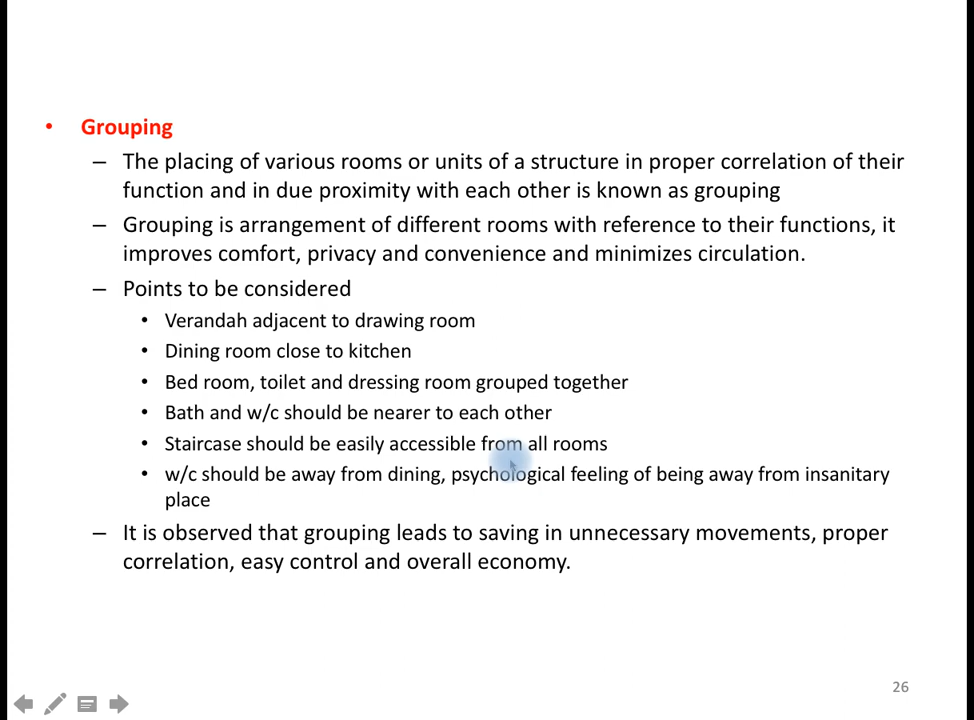 • Grouping
– The placing of various rooms or units of a structure in proper correlation of their
function and in due proximity with each other is known as grouping
– Grouping is arrangement of different rooms with reference to their functions, it
improves comfort, privacy and convenience and minimizes circulation.
– Points to be considered
• Verandah adjacent to drawing room
• Dining room close to kitchen
• Bed room, toilet and dressing room grouped together
• Bath and w/c should be nearer to each other
• Staircase should be easily accessible from all rooms
• w/c should be away from dining, psychological feeling of being away from insanitary
place
– It is observed that grouping leads to saving in unnecessary movements, proper
correlation, easy control and overall economy.
26